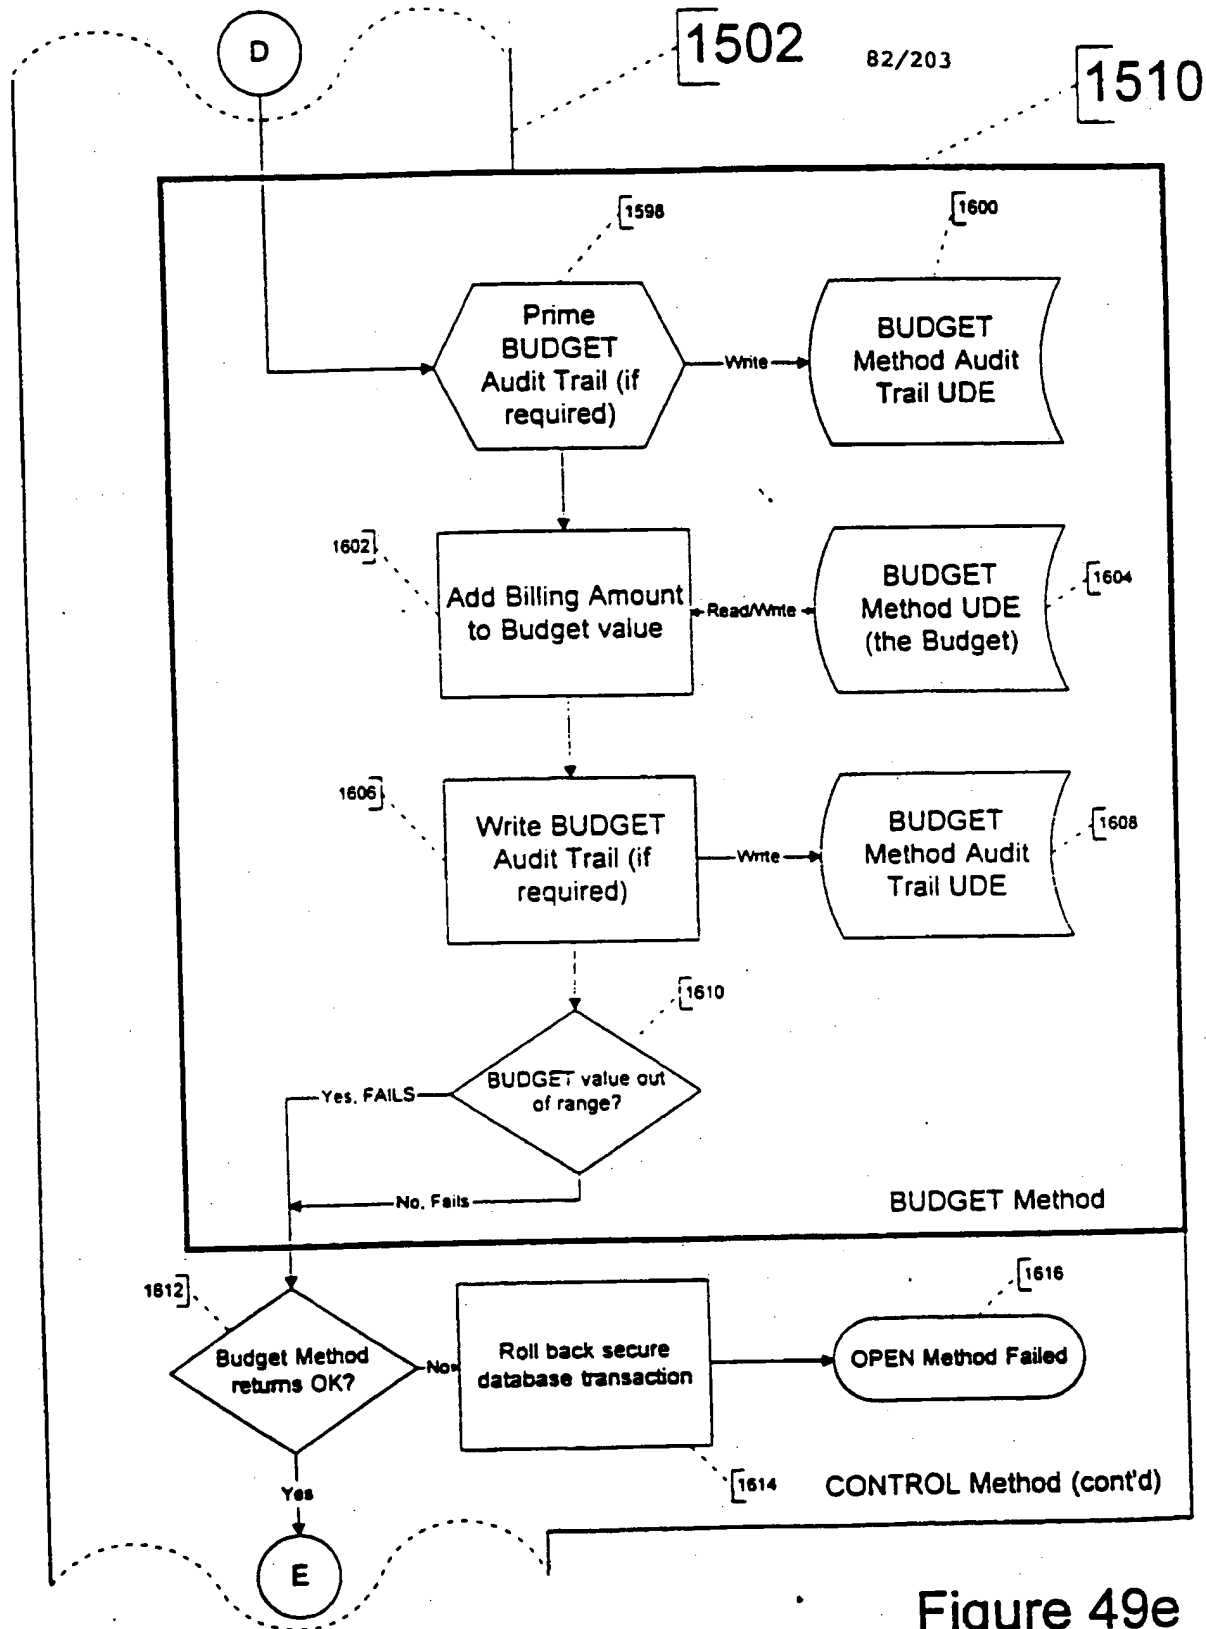 D
1502
82/203
1510
1598
1600
Prime
BUDGET
Audit Trail (if
required)
Write
BUDGET
Method Audit
Trail UDE
1602
Add Billing Amount
to Budget value
Read/Write
BUDGET
Method UDE
(the Budget)
1604
1606
Write BUDGET
Audit Trail (if
required)
Write
BUDGET
Method Audit
Trail UDE
1608
1610
BUDGET value out
of range?
Yes, FAILS
No, Fails
BUDGET Method
1612
Budget Method
returns OK?
No
Roll back secure
database transaction
1616
OPEN Method Failed
1614
CONTROL Method (cont'd)
Yes
E
Figure 49e